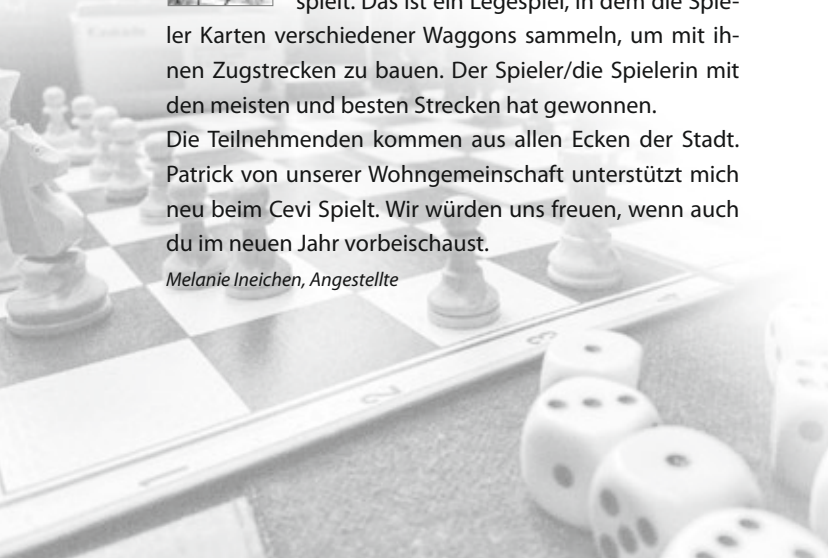 spielt. Das ist ein Legespiel, in dem die Spie-
ler Karten verschiedener Waggons sammeln, um mit ih-
nen Zugstrecken zu bauen. Der Spieler/die Spielerin mit
den meisten und besten Strecken hat gewonnen.
Die Teilnehmenden kommen aus allen Ecken der Stadt.
Patrick von unserer Wohngemeinschaft unterstützt mich
neu beim Cevi Spielt. Wir würden uns freuen, wenn auch
du im neuen Jahr vorbeischaust.
Melanie Ineichen, Angestellte
1
2
3